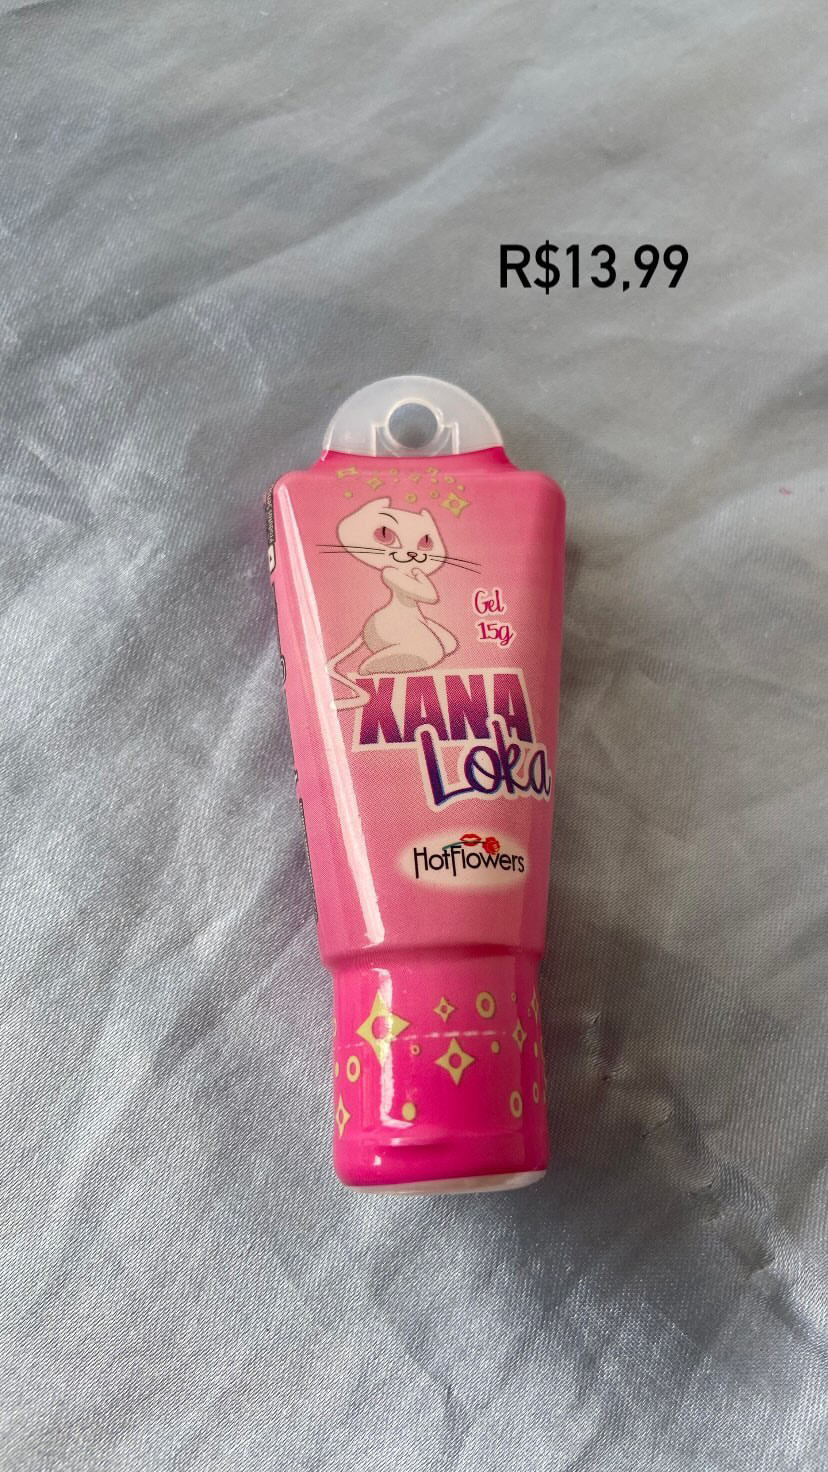 R$13,99
Gel
15g
XANA
Loka
HotFlowers